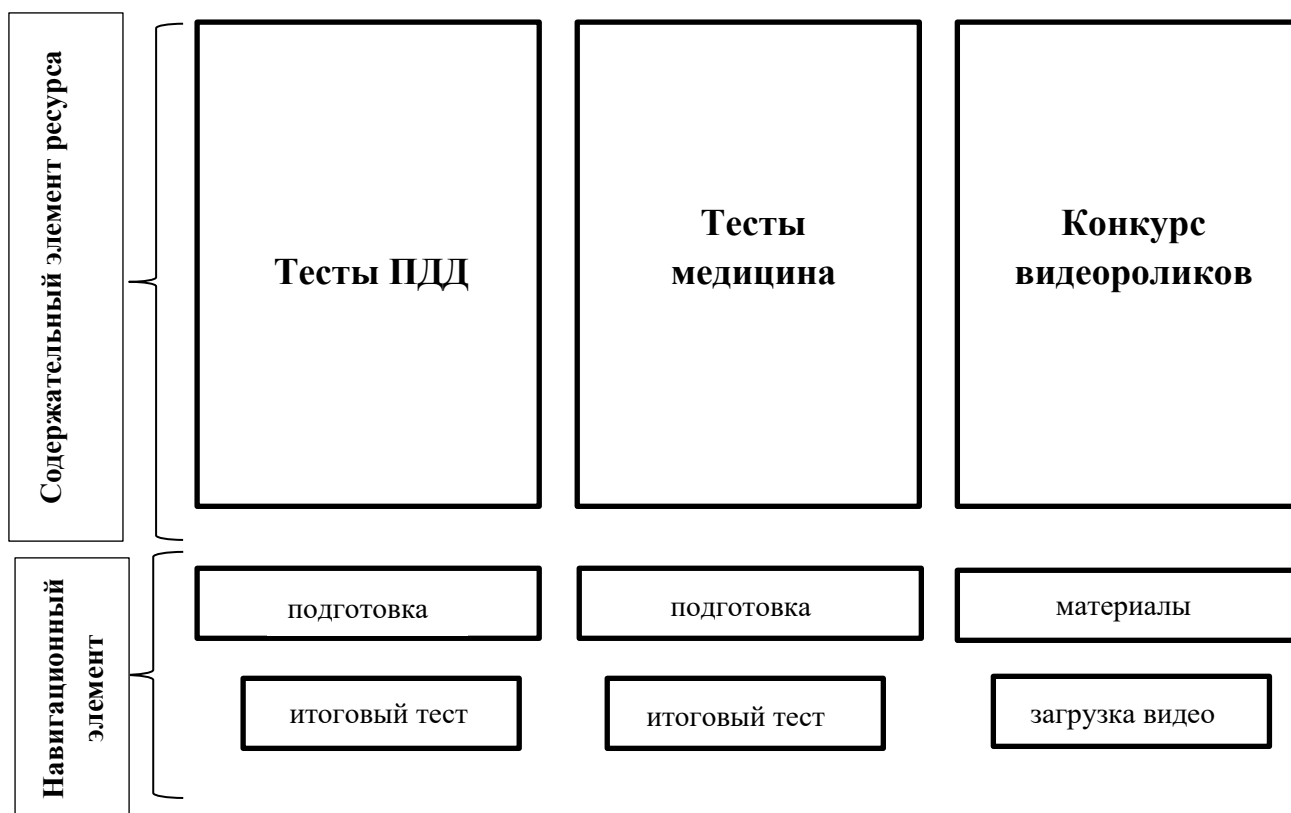 Содержательный элемент ресурса
Тесты ПДД
Тесты
медицина
Конкурс
видеороликов
Навигационный
элемент
подготовка
подготовка
материалы
итоговый тест
итоговый тест
загрузка видео